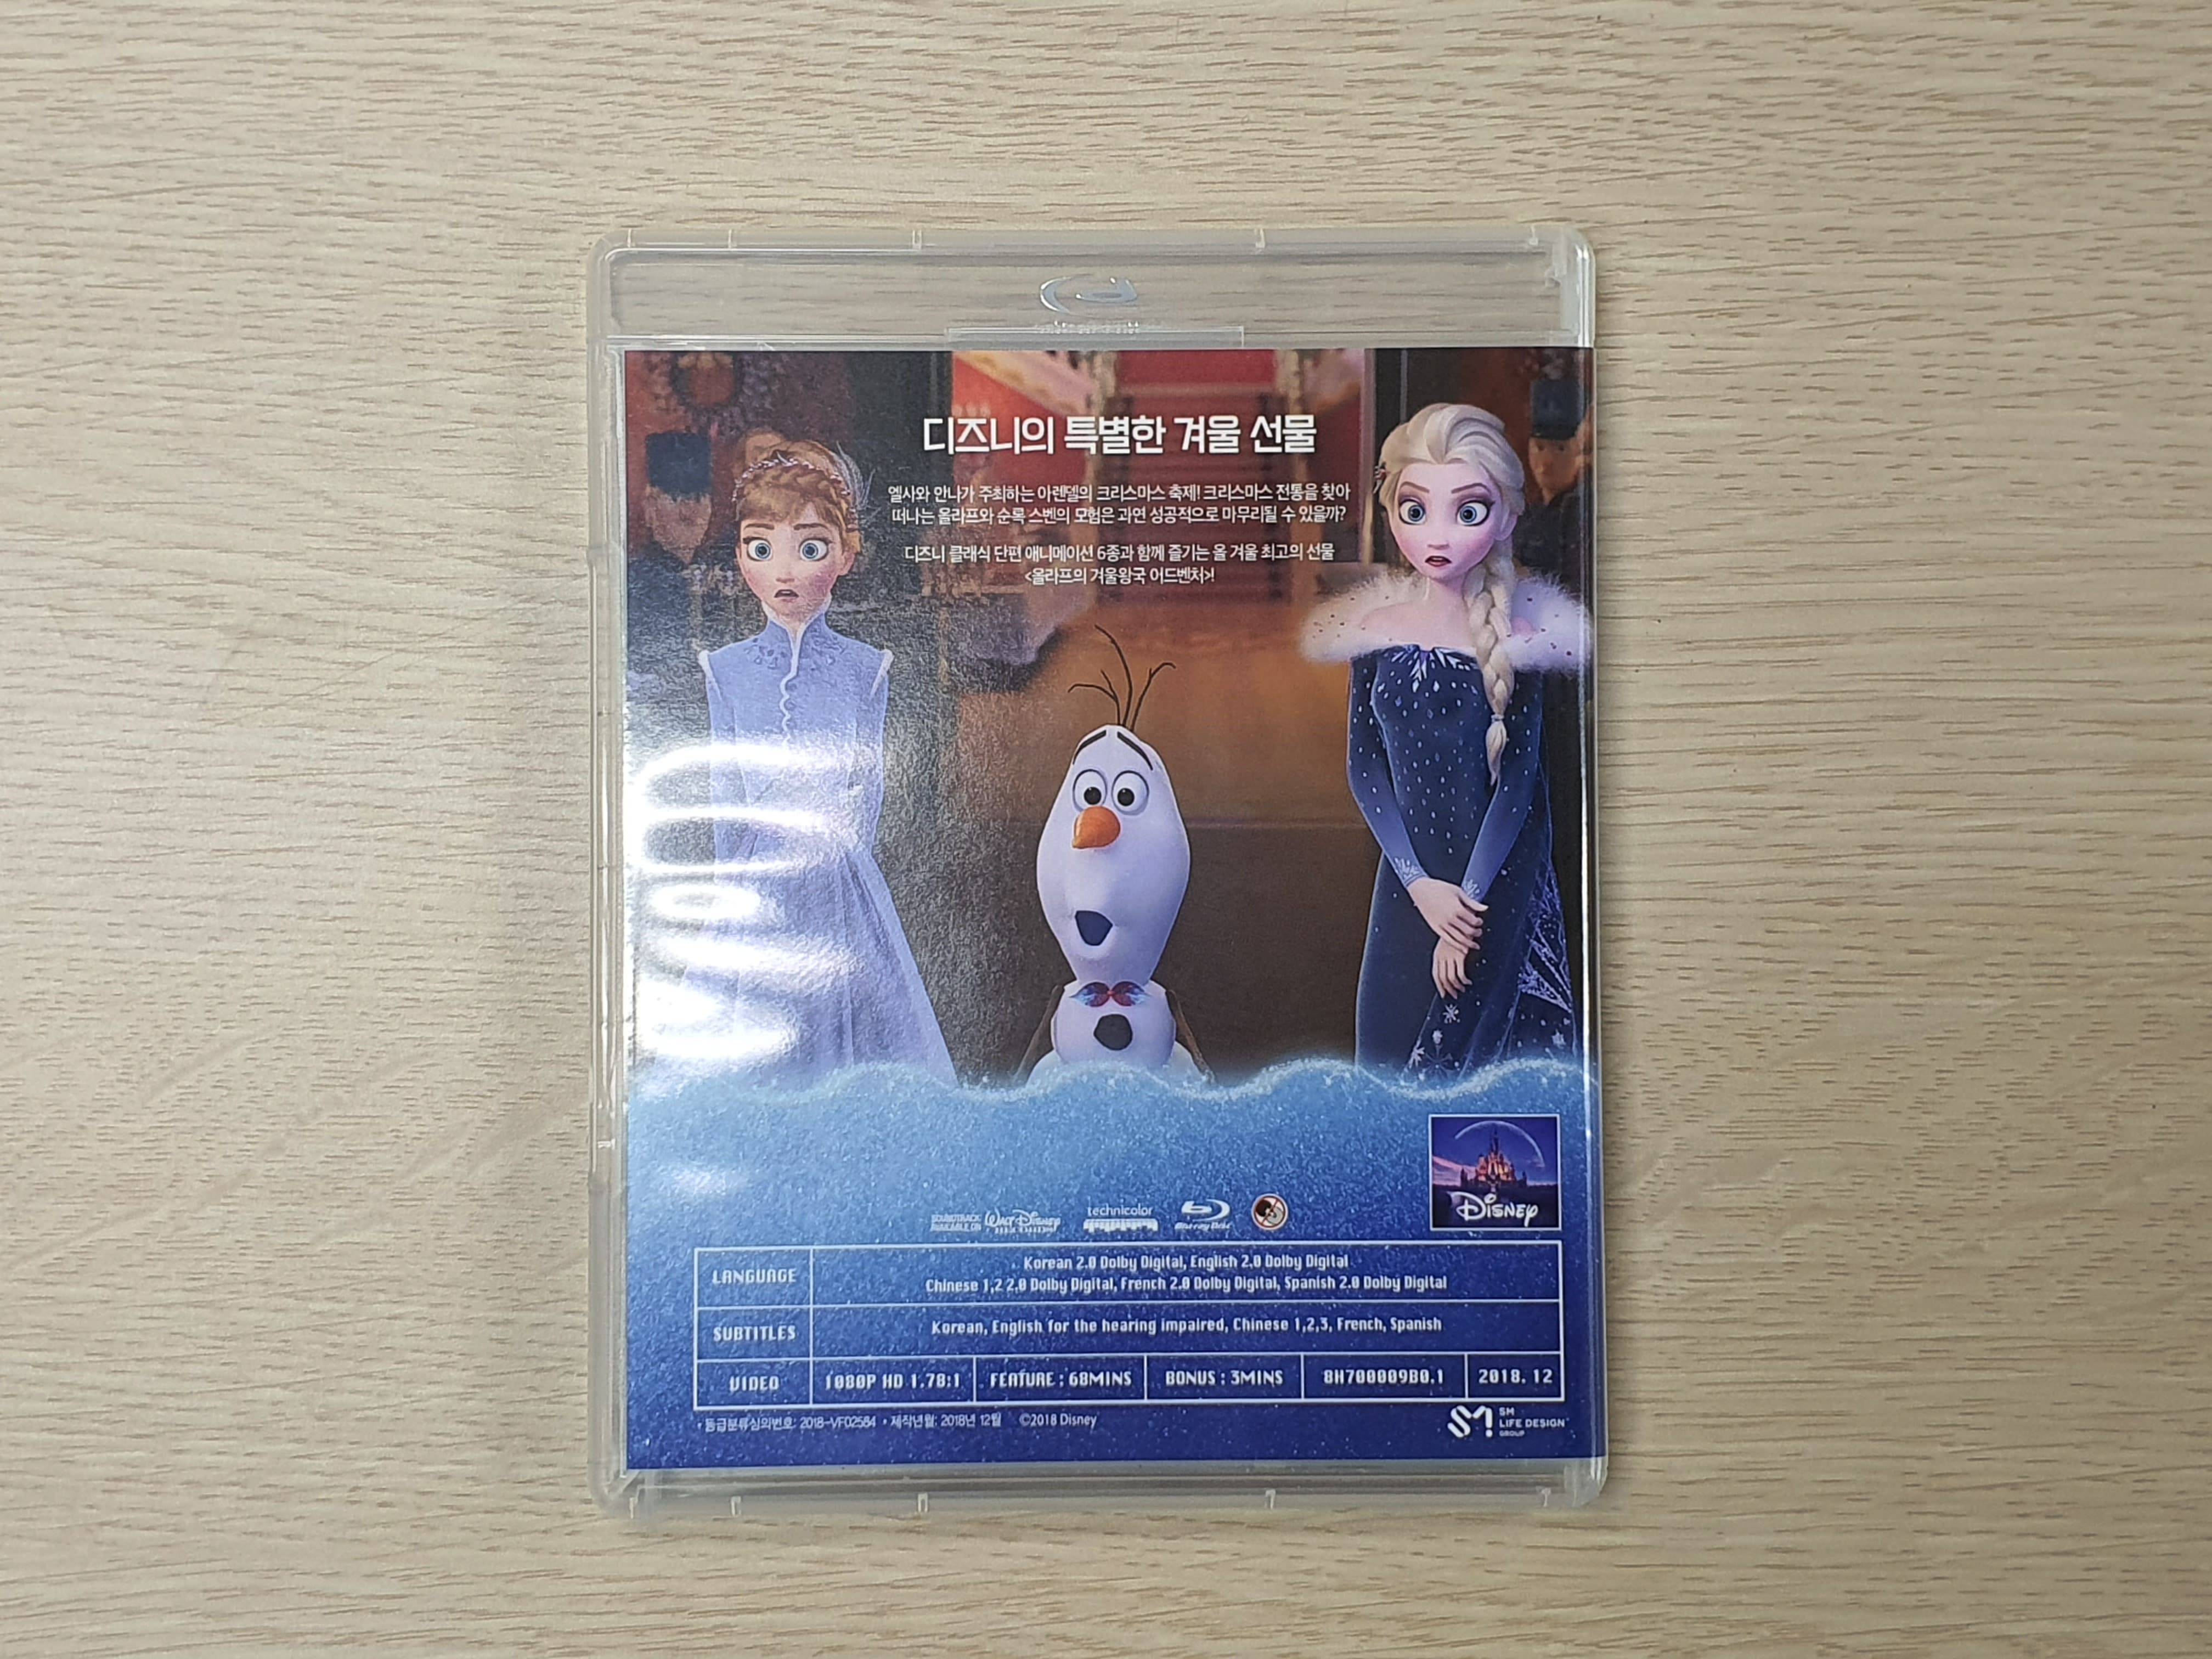 디즈니의 특별한 겨울 선물
엘사와 안나가 주최하는 아렌델의 크리스마스 축제! 크리스마스 전통을 찾아
떠나는 올라프와 순록 스벤의 모험은 과연 성공적으로 마무리될 수 있을까?
디즈니 클래식 단편 애니메이션 6종과 함께 즐기는 올 겨울 최고의 선물
<올라프의 겨울왕국 어드벤처>!
SOUNDTRACK AVAILABLE ON WALT DISNEY RECORDS
technicolor
Blu-ray Disc
DISNEY
LANGUAGE
Korean 2.0 Dolby Digital, English 2.0 Dolby Digital
Chinese 1,2 2.0 Dolby Digital, French 2.0 Dolby Digital, Spanish 2.0 Dolby Digital
SUBTITLES
Korean, English for the hearing impaired, Chinese 1,2,3, French, Spanish
VIDEO 1080P HD 1.78:1 FEATURE : 68MINS BONUS : 3MINS 8H700009B0.1 2018. 12
• 등급분류심의번호: 2018-VF02584 • 제작년월: 2018년 12월 ©2018 Disney
SM
LIFE DESIGN
GROUP